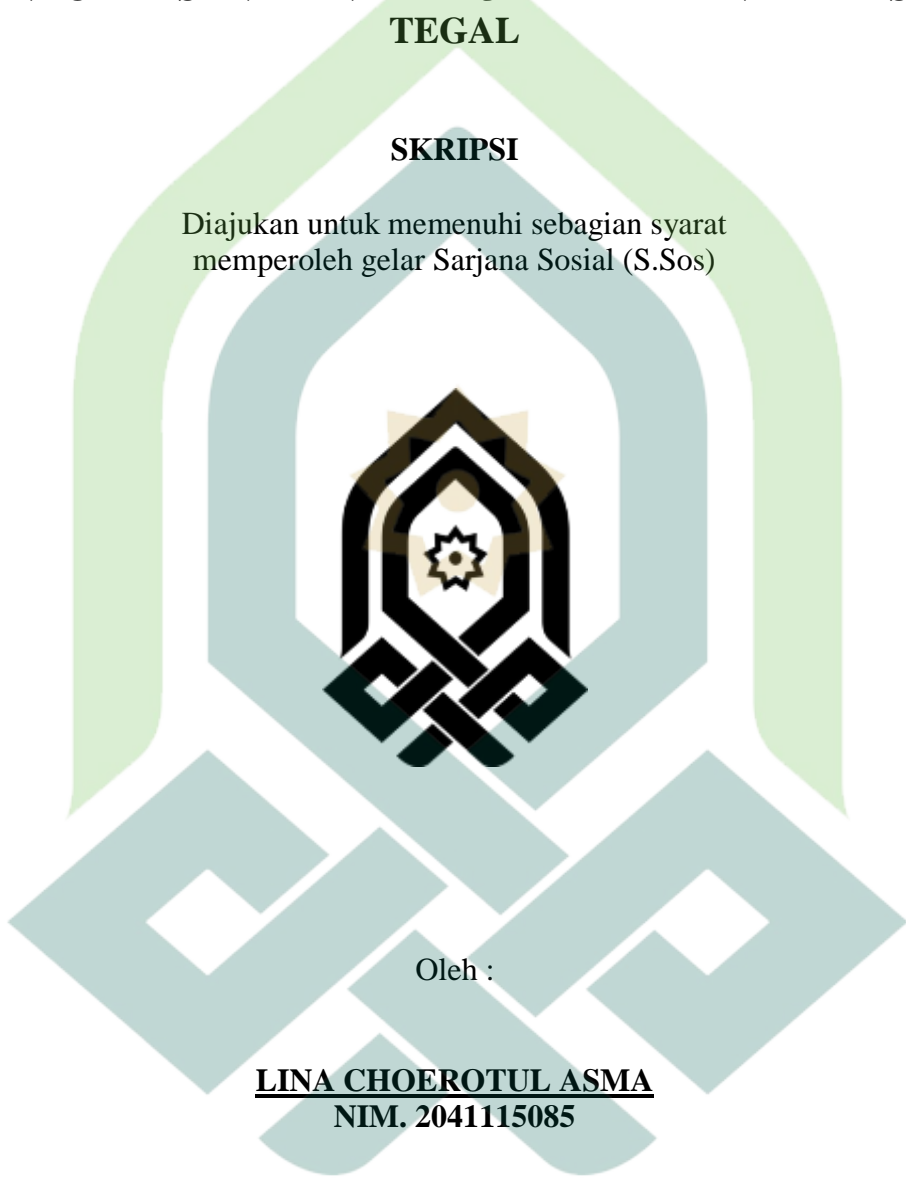 TEGAL
SKRIPSI
Diajukan untuk memenuhi sebagian syarat
memperoleh gelar Sarjana Sosial (S.Sos)
Oleh :
LINA CHOEROTUL ASMA
NIM. 2041115085